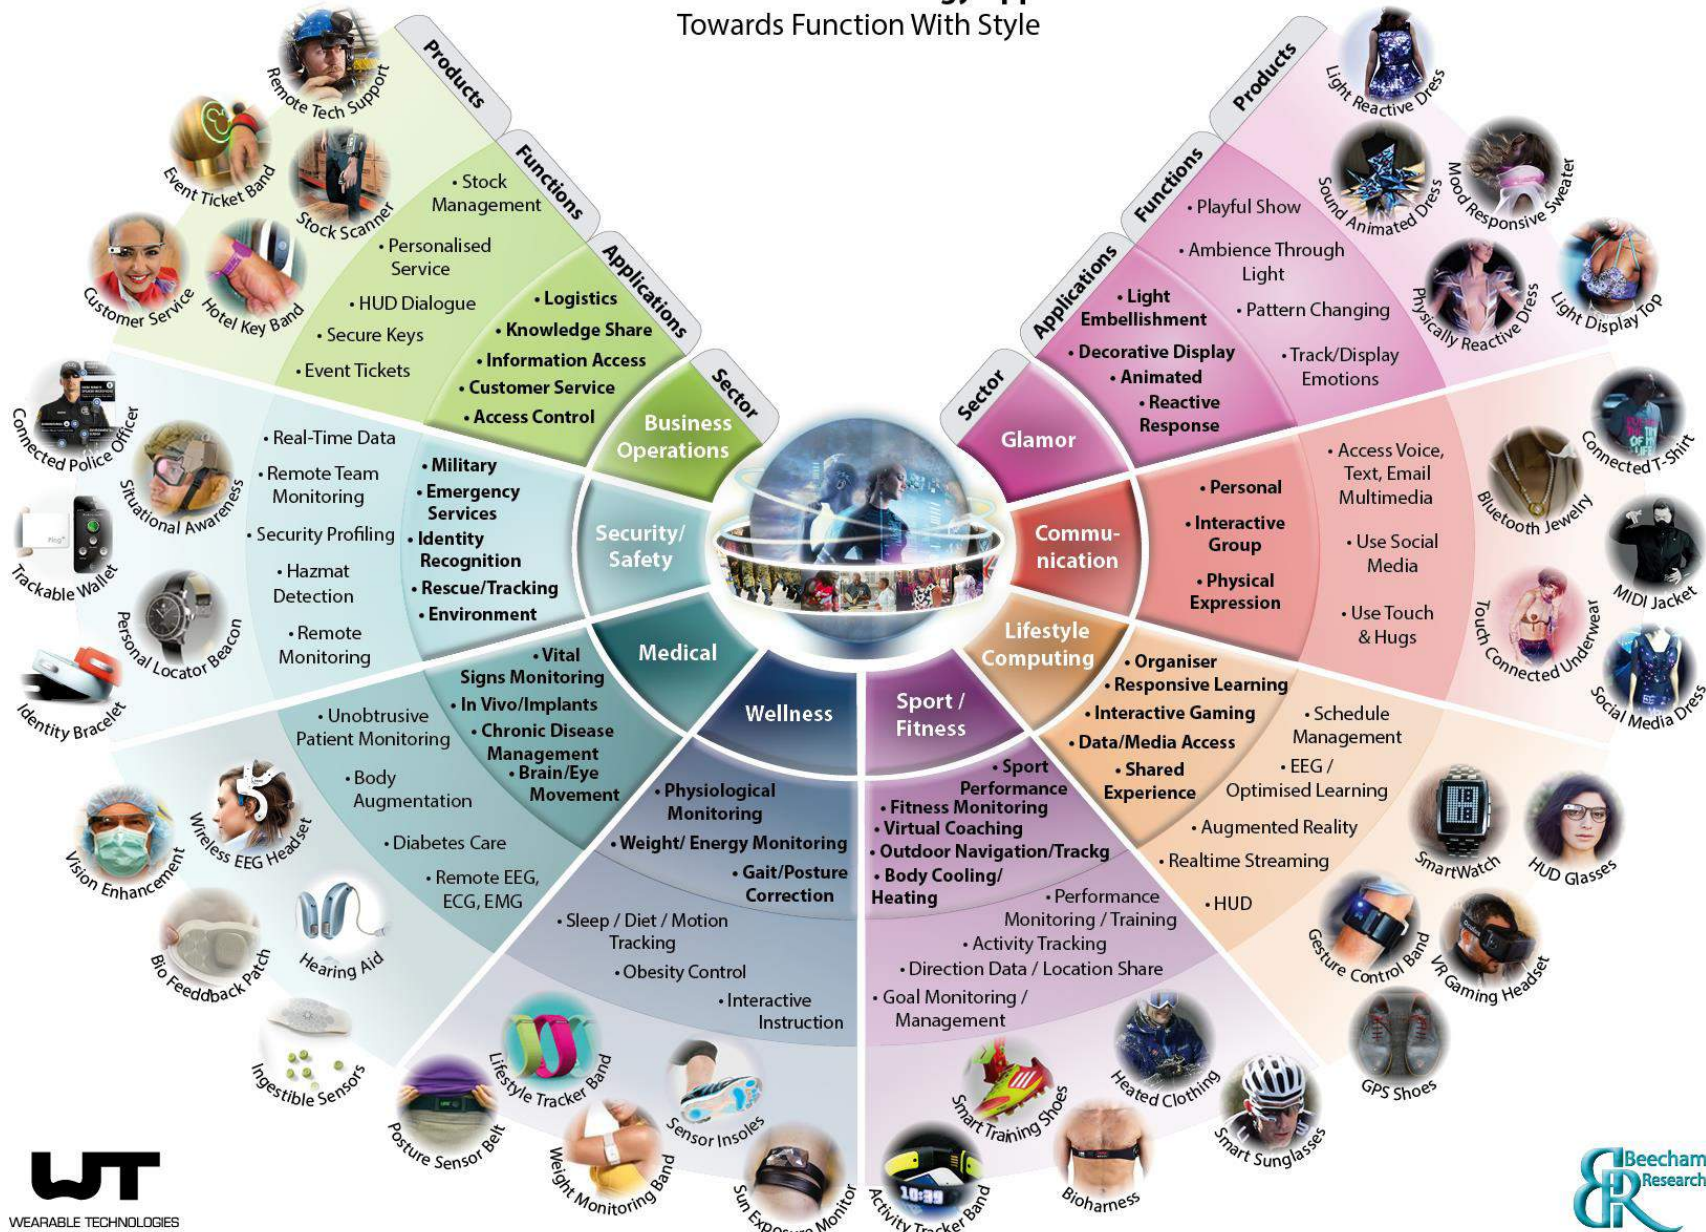 Towards Function With Style
Products
Functions
Applications
Sector
Business
Operations
• Logistics
• Knowledge Share
• Information Access
• Customer Service
• Access Control
• Stock
Management
• Personalised
Service
• HUD Dialogue
• Secure Keys
• Event Tickets
Remote Tech Support
Event Ticket Band
Stock Scanner
Customer Service
Hotel Key Band
Security/
Safety
• Military
• Emergency
Services
• Identity
Recognition
• Rescue/Tracking
• Environment
• Real-Time Data
• Remote Team
Monitoring
• Security Profiling
• Hazmat
Detection
• Remote
Monitoring
Connected Police Officer
Situational Awareness
Trackable Wallet
Personal Locator Beacon
Identity Bracelet
Medical
• Vital
Signs Monitoring
• In Vivo/Implants
• Chronic Disease
Management
• Brain/Eye
Movement
• Unobtrusive
Patient Monitoring
• Body
Augmentation
• Diabetes Care
• Remote EEG,
ECG, EMG
Vision Enhancement
Wireless EEG Headset
Bio Feeddback Patch
Hearing Aid
Ingestible Sensors
Wellness
• Physiological
Monitoring
• Weight/ Energy Monitoring
• Gait/Posture
Correction
• Sleep / Diet / Motion
Tracking
• Obesity Control
• Interactive
Instruction
Posture Sensor Belt
Lifestyle Tracker Band
Weight Monitoring Band
Sensor Insoles
Sun Exposure Monitor
Sport /
Fitness
• Sport
Performance
• Fitness Monitoring
• Virtual Coaching
• Outdoor Navigation/Trackg
• Body Cooling/
Heating
• Performance
Monitoring / Training
• Activity Tracking
• Direction Data / Location Share
• Goal Monitoring /
Management
Activity Tracker Band
10:39
Smart Training Shoes
Bioharness
Heated Clothing
Smart Sunglasses
Lifestyle
Computing
• Organiser
• Responsive Learning
• Interactive Gaming
• Data/Media Access
• Shared
Experience
• Schedule
Management
• EEG /
Optimised Learning
• Augmented Reality
• Realtime Streaming
• HUD
SmartWatch
HUD Glasses
Gesture Control Band
VR Gaming Headset
GPS Shoes
Commu-
nication
• Personal
• Interactive
Group
• Physical
Expression
• Access Voice,
Text, Email
Multimedia
• Use Social
Media
• Use Touch
& Hugs
Connected T-Shirt
Bluetooth Jewelry
MIDI Jacket
Touch Connected Underwear
Social Media Dress
Glamor
• Light
Embellishment
• Decorative Display
• Animated
• Reactive
Response
• Playful Show
• Ambience Through
Light
• Pattern Changing
• Track/Display
Emotions
Light Reactive Dress
Sound Animated Dress
Mood Responsive Sweater
Physically Reactive Dress
Light Display Top
Sector
Applications
Functions
Products
WT
WEARABLE TECHNOLOGIES
BR
Beecham
Research